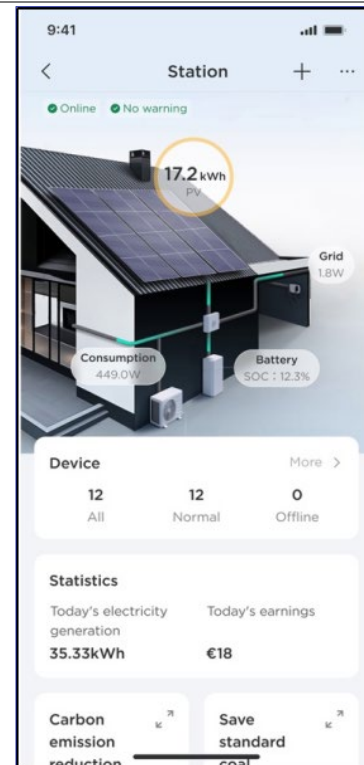 9:41
Station
Online No warning
17.2 kWh
PV
Grid
1.8W
Consumption
449.0W
Battery
SOC : 12.3%
Device More
12 12 0
All Normal Offline
Statistics
Today's electricity generation
Today's earnings
35.33kWh €18
Carbon emission reduction
Save standard coal